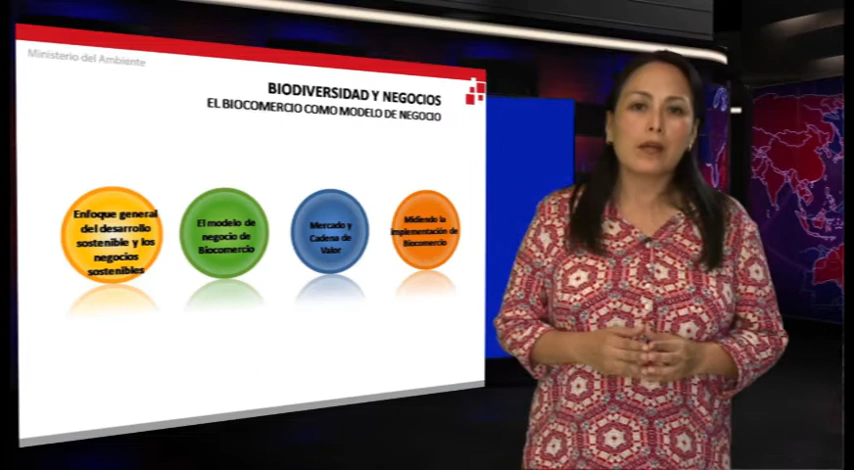 Ministerio del Ambiente
BIODIVERSIDAD Y NEGOCIOS
EL BIOCOMERCIO COMO MODELO DE NEGOCIO
Enfoque general
del desarrollo
sostenible y los
negocios
sostenibles
El modelo de
negocio de
Biocomercio
Mercado y
Cadena de
Valor
Midiendo la
implementación de
Biocomercio